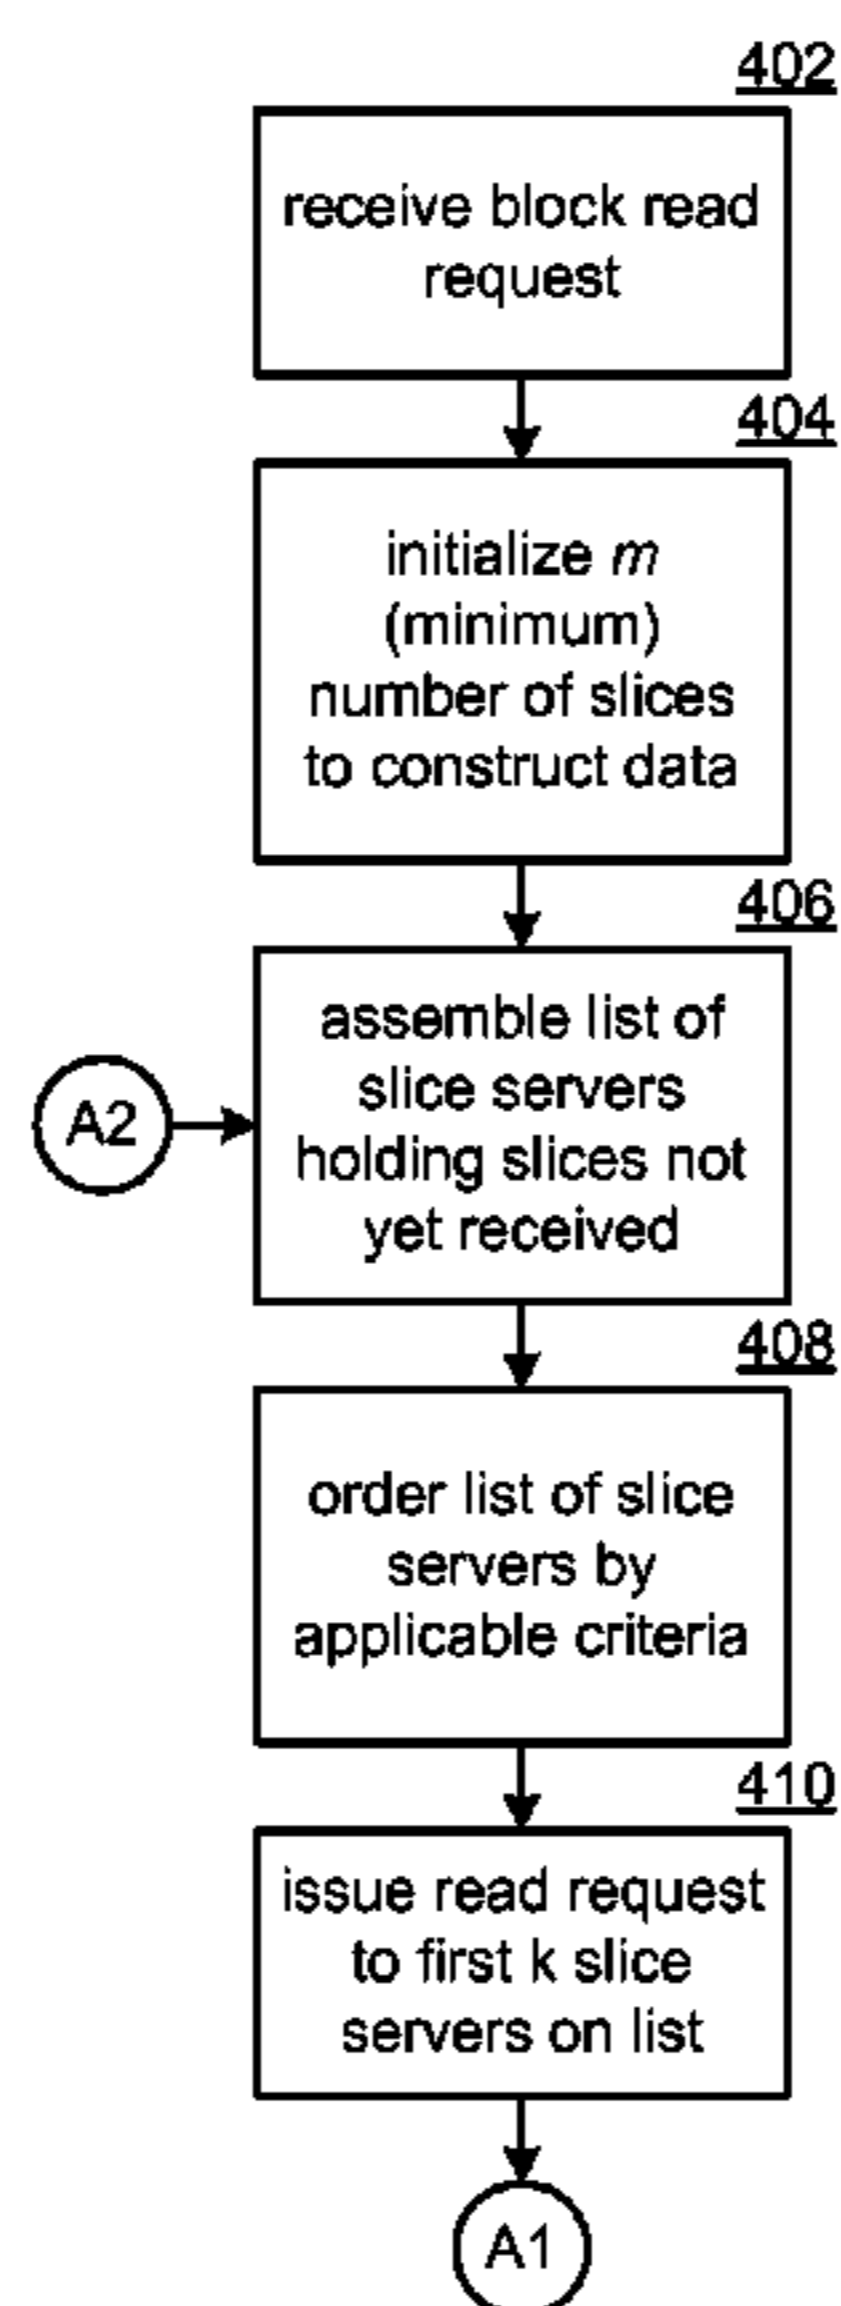 402
receive block read
request
404
initialize m
(minimum)
number of slices
to construct data
406
assemble list of
slice servers
holding slices not
yet received
A2
408
order list of slice
servers by
applicable criteria
410
issue read request
to first k slice
servers on list
A1